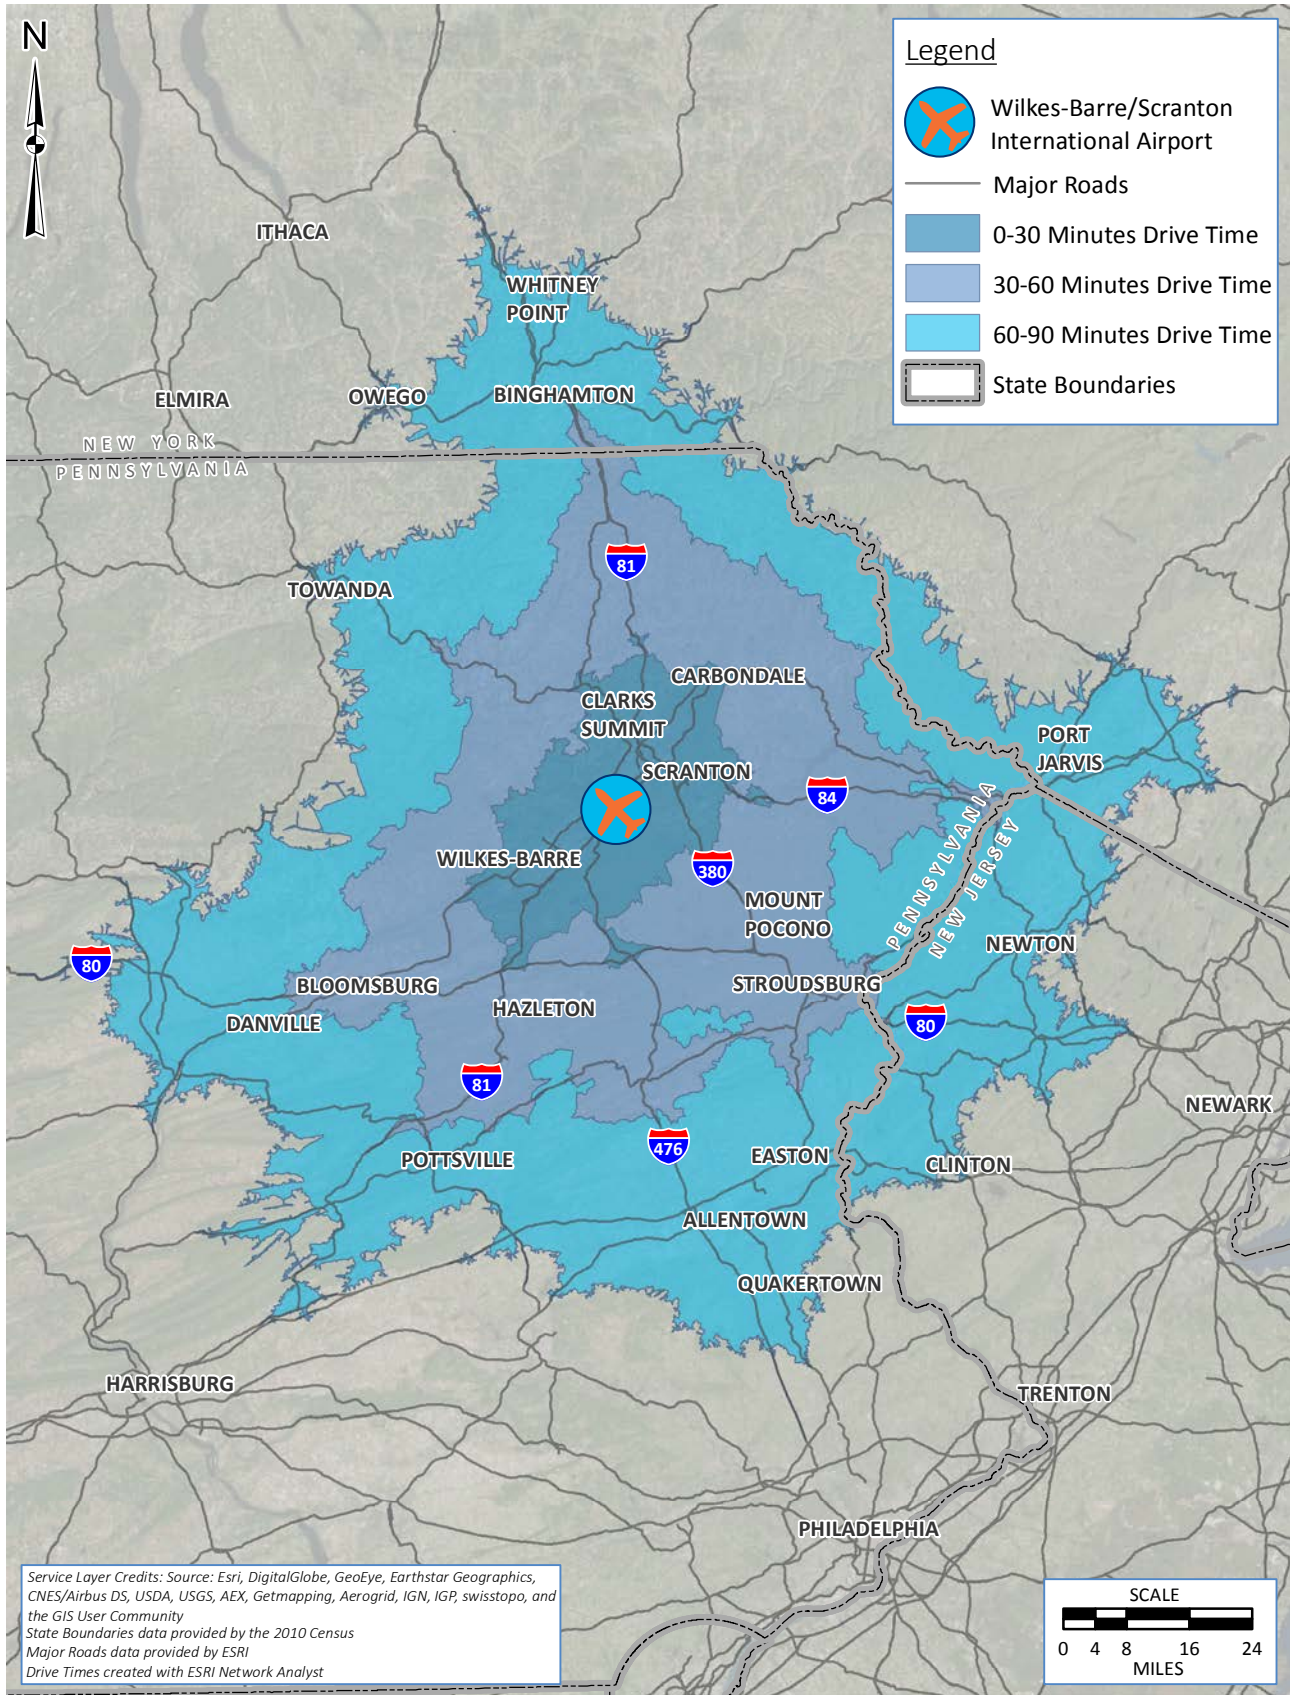 N
Legend
Wilkes-Barre/Scranton
International Airport
Major Roads
0-30 Minutes Drive Time
30-60 Minutes Drive Time
60-90 Minutes Drive Time
State Boundaries
ITHACA
WHITNEY
POINT
ELMIRA
OWEGO
BINGHAMTON
NEW YORK
PENNSYLVANIA
81
TOWANDA
CARBONDALE
CLARKS
SUMMIT
PORT
JARVIS
SCRANTON
84
PENNSYLVANIA
NEW JERSEY
WILKES-BARRE
380
MOUNT
POCONO
NEWTON
80
BLOOMSBURG
STROUDSBURG
HAZLETON
DANVILLE
80
81
NEWARK
476
EASTON
POTTSVILLE
CLINTON
ALLENTOWN
QUAKERTOWN
HARRISBURG
TRENTON
PHILADELPHIA
Service Layer Credits: Source: Esri, DigitalGlobe, GeoEye, Earthstar Geographics,
CNES/Airbus DS, USDA, USGS, AEX, Getmapping, Aerogrid, IGN, IGP, swisstopo, and
the GIS User Community
State Boundaries data provided by the 2010 Census
Major Roads data provided by ESRI
Drive Times created with ESRI Network Analyst
SCALE
0 4 8 16 24
MILES